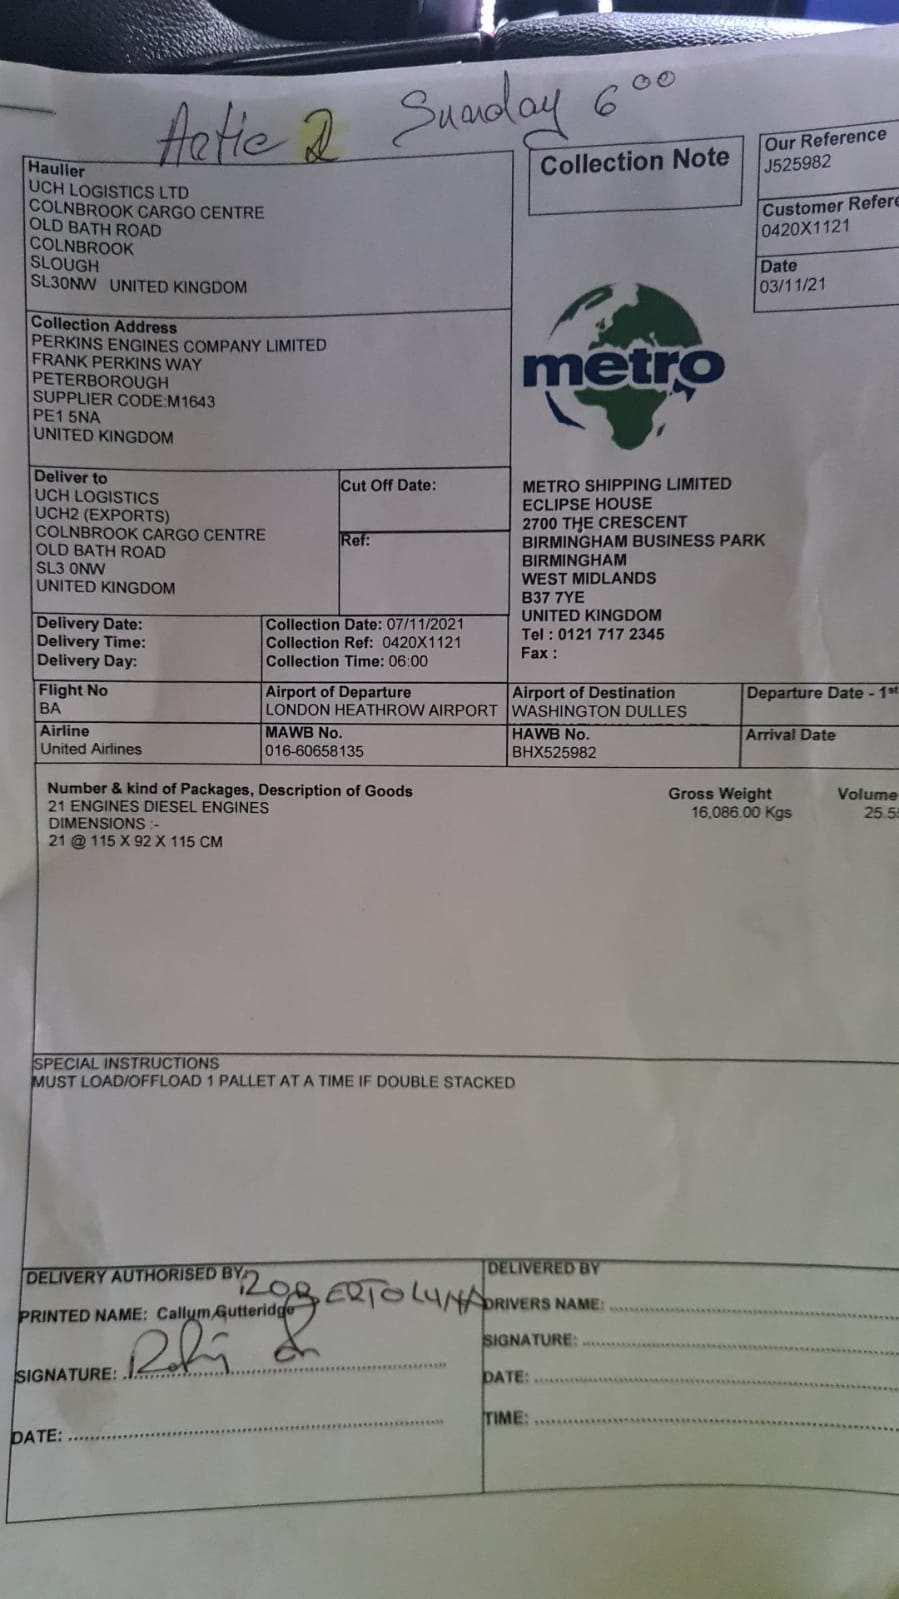 Artic 2 Sunday 6 00
Collection Note
Our Reference
J525982
Customer Refere
0420X1121
Date
03/11/21
Haulier
UCH LOGISTICS LTD
COLNBROOK CARGO CENTRE
OLD BATH ROAD
COLNBROOK
SLOUGH
SL30NW UNITED KINGDOM
Collection Address
PERKINS ENGINES COMPANY LIMITED
FRANK PERKINS WAY
PETERBOROUGH
SUPPLIER CODE:M1643
PE1 5NA
UNITED KINGDOM
metro
Deliver to
UCH LOGISTICS
UCH2 (EXPORTS)
COLNBROOK CARGO CENTRE
OLD BATH ROAD
SL3 0NW
UNITED KINGDOM
Cut Off Date:
Ref:
METRO SHIPPING LIMITED
ECLIPSE HOUSE
2700 THE CRESCENT
BIRMINGHAM BUSINESS PARK
BIRMINGHAM
WEST MIDLANDS
B37 7YE
UNITED KINGDOM
Tel : 0121 717 2345
Fax :
Delivery Date:
Delivery Time:
Delivery Day:
Collection Date: 07/11/2021
Collection Ref: 0420X1121
Collection Time: 06:00
Flight No
BA
Airport of Departure
LONDON HEATHROW AIRPORT
Airport of Destination
WASHINGTON DULLES
Departure Date - 1st
Airline
United Airlines
MAWB No.
016-60658135
HAWB No.
BHX525982
Arrival Date
Number & kind of Packages, Description of Goods
21 ENGINES DIESEL ENGINES
DIMENSIONS :-
21 @ 115 X 92 X 115 CM
Gross Weight
16,086.00 Kgs
Volume
25.5
SPECIAL INSTRUCTIONS
MUST LOAD/OFFLOAD 1 PALLET AT A TIME IF DOUBLE STACKED
DELIVERY AUTHORISED BY:
ROBERTO LUNA
PRINTED NAME: Callum Gutteridge
SIGNATURE:
DATE:
DELIVERED BY
DRIVERS NAME:
SIGNATURE:
DATE:
TIME: